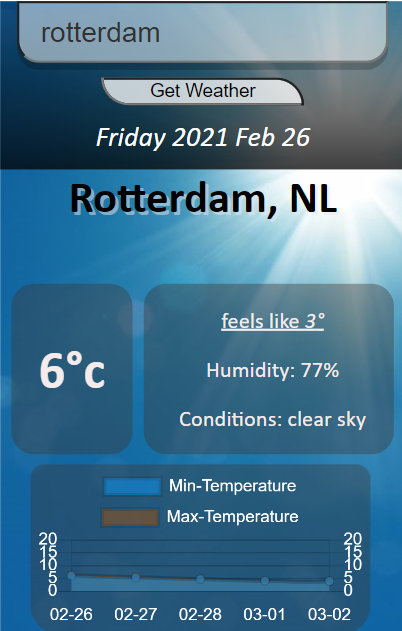 rotterdam
Get Weather
Friday 2021 Feb 26
Rotterdam, NL
6°c
feels like 3°
Humidity: 77%
Conditions: clear sky
Min-Temperature
Max-Temperature
20 20
15 15
10 10
5 5
0 0
02-26 02-27 02-28 03-01 03-02